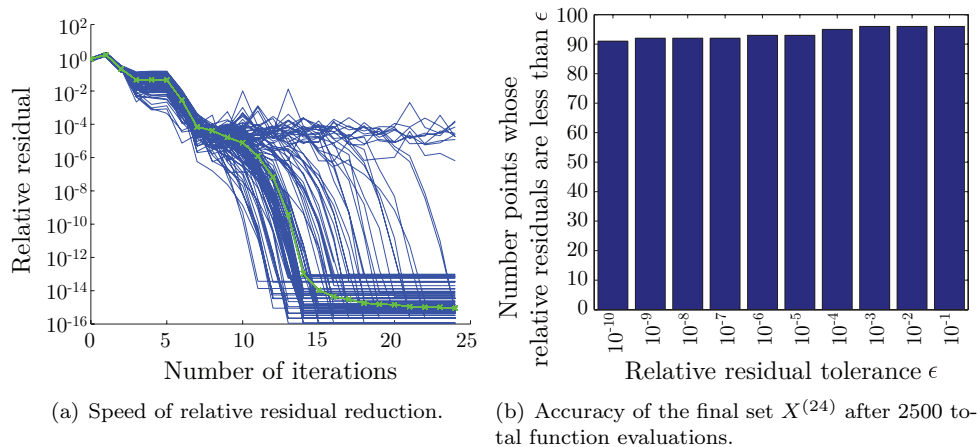 10^0
10^-2
10^-4
10^-6
10^-8
10^-10
10^-12
10^-14
10^-16
Relative residual
0 5 10 15 20 25
Number of iterations
(a) Speed of relative residual reduction.
100
90
80
70
60
50
40
30
20
10
0
Number points whose
relative residuals are less than ϵ
10^-10 10^-9 10^-8 10^-7 10^-6 10^-5 10^-4 10^-3 10^-2 10^-1
Relative residual tolerance ϵ
(b) Accuracy of the final set X^(24) after 2500 to-
tal function evaluations.